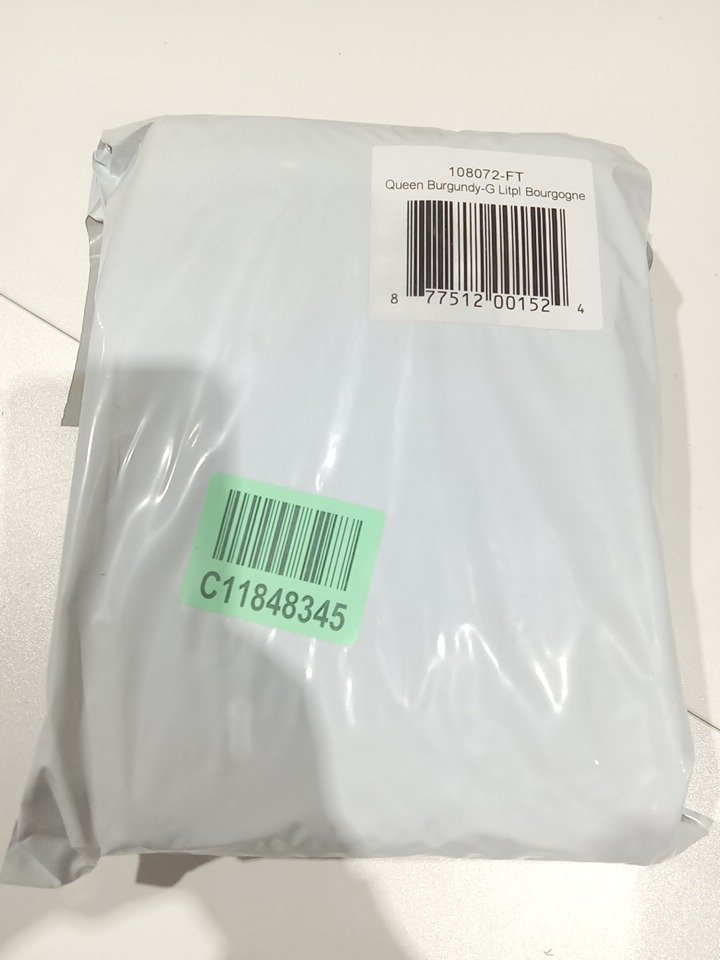 108072-FT
Queen Burgundy-G Litpl Bourgogne
8 77512 00152 4
C11848345